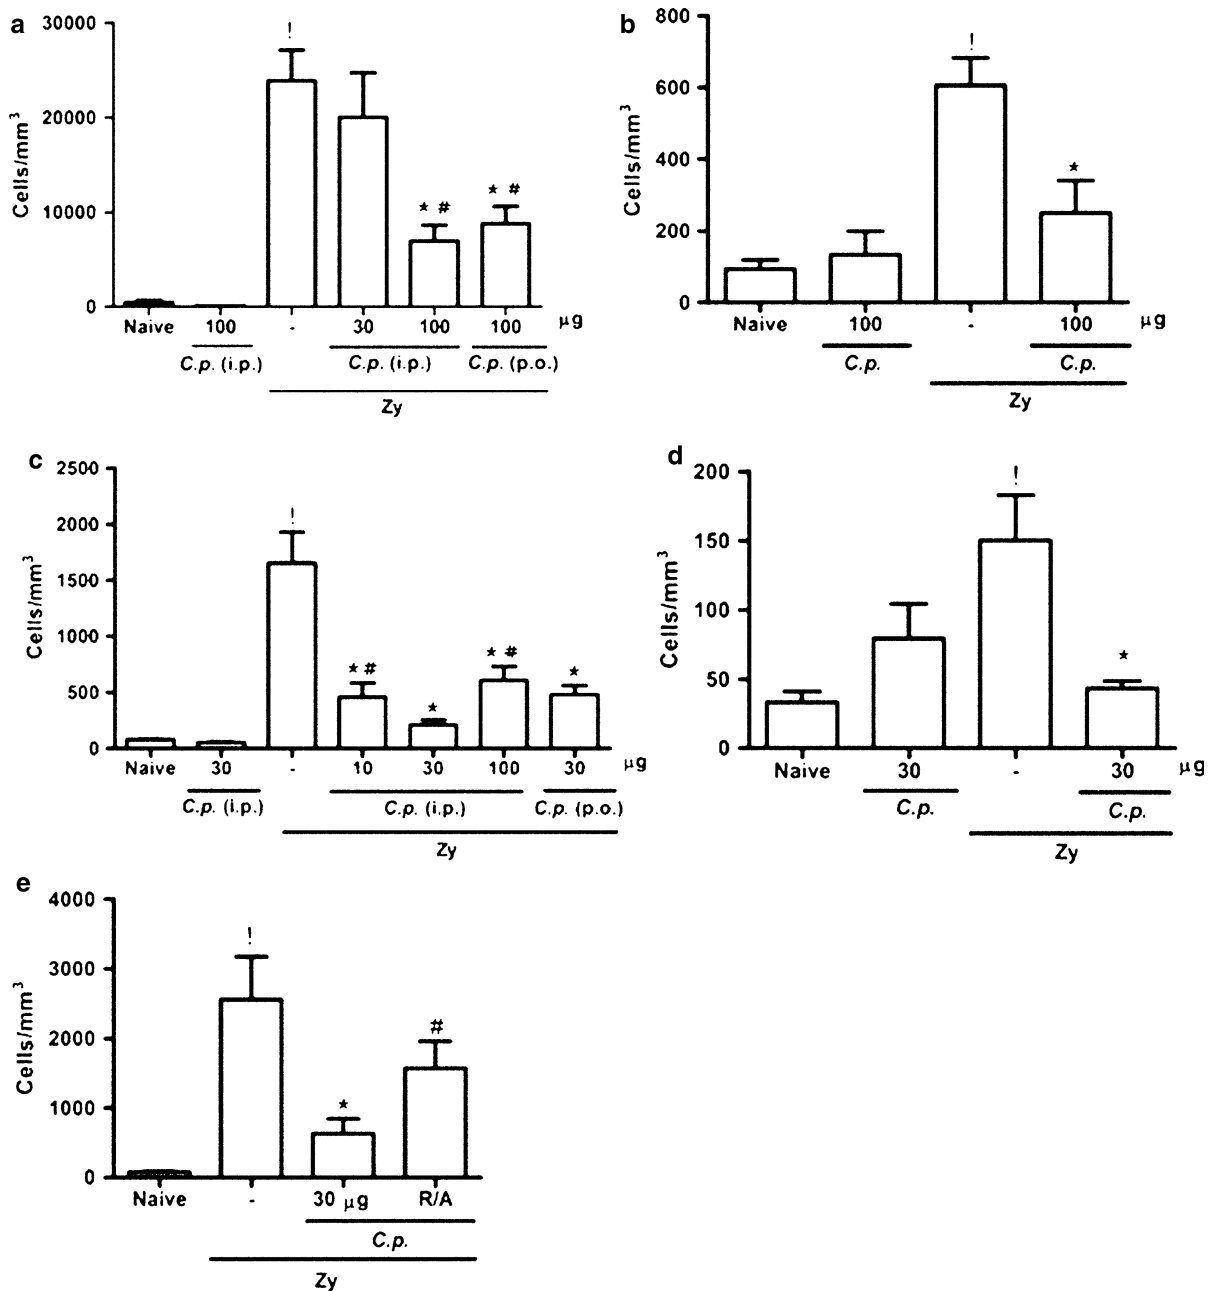 a
30000
20000
10000
0
Cells/mm³
!
* #
* #
Naive 100 - 30 100 100 µg
C.p. (i.p.) C.p. (i.p.) C.p. (p.o.)
Zy
b
800
600
400
200
0
Cells/mm³
!
*
Naive 100 - 100 µg
C.p. C.p.
Zy
c
2500
2000
1500
1000
500
0
Cells/mm³
!
* #
*
* #
*
Naive 30 - 10 30 100 30 µg
C.p. (i.p.) C.p. (i.p.) C.p. (p.o.)
Zy
d
200
150
100
50
0
Cells/mm³
!
*
Naive 30 - 30 µg
C.p. C.p.
Zy
e
4000
3000
2000
1000
0
Cells/mm³
!
*
#
Naive - 30 µg R/A
C.p.
Zy